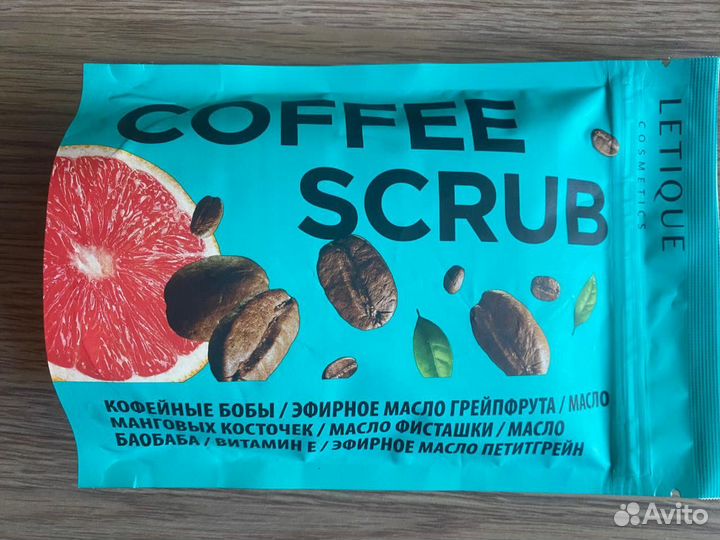 COFFEE
SCRUB
LETIQUE
COSMETICS
КОФЕЙНЫЕ БОБЫ / ЭФИРНОЕ МАСЛО ГРЕЙПФРУТА / МАСЛО
МАНГОВЫХ КОСТОЧЕК / МАСЛО ФИСТАШКИ / МАСЛО
БАОБАБА / ВИТАМИН Е / ЭФИРНОЕ МАСЛО ПЕТИТГРЕЙН
Avito